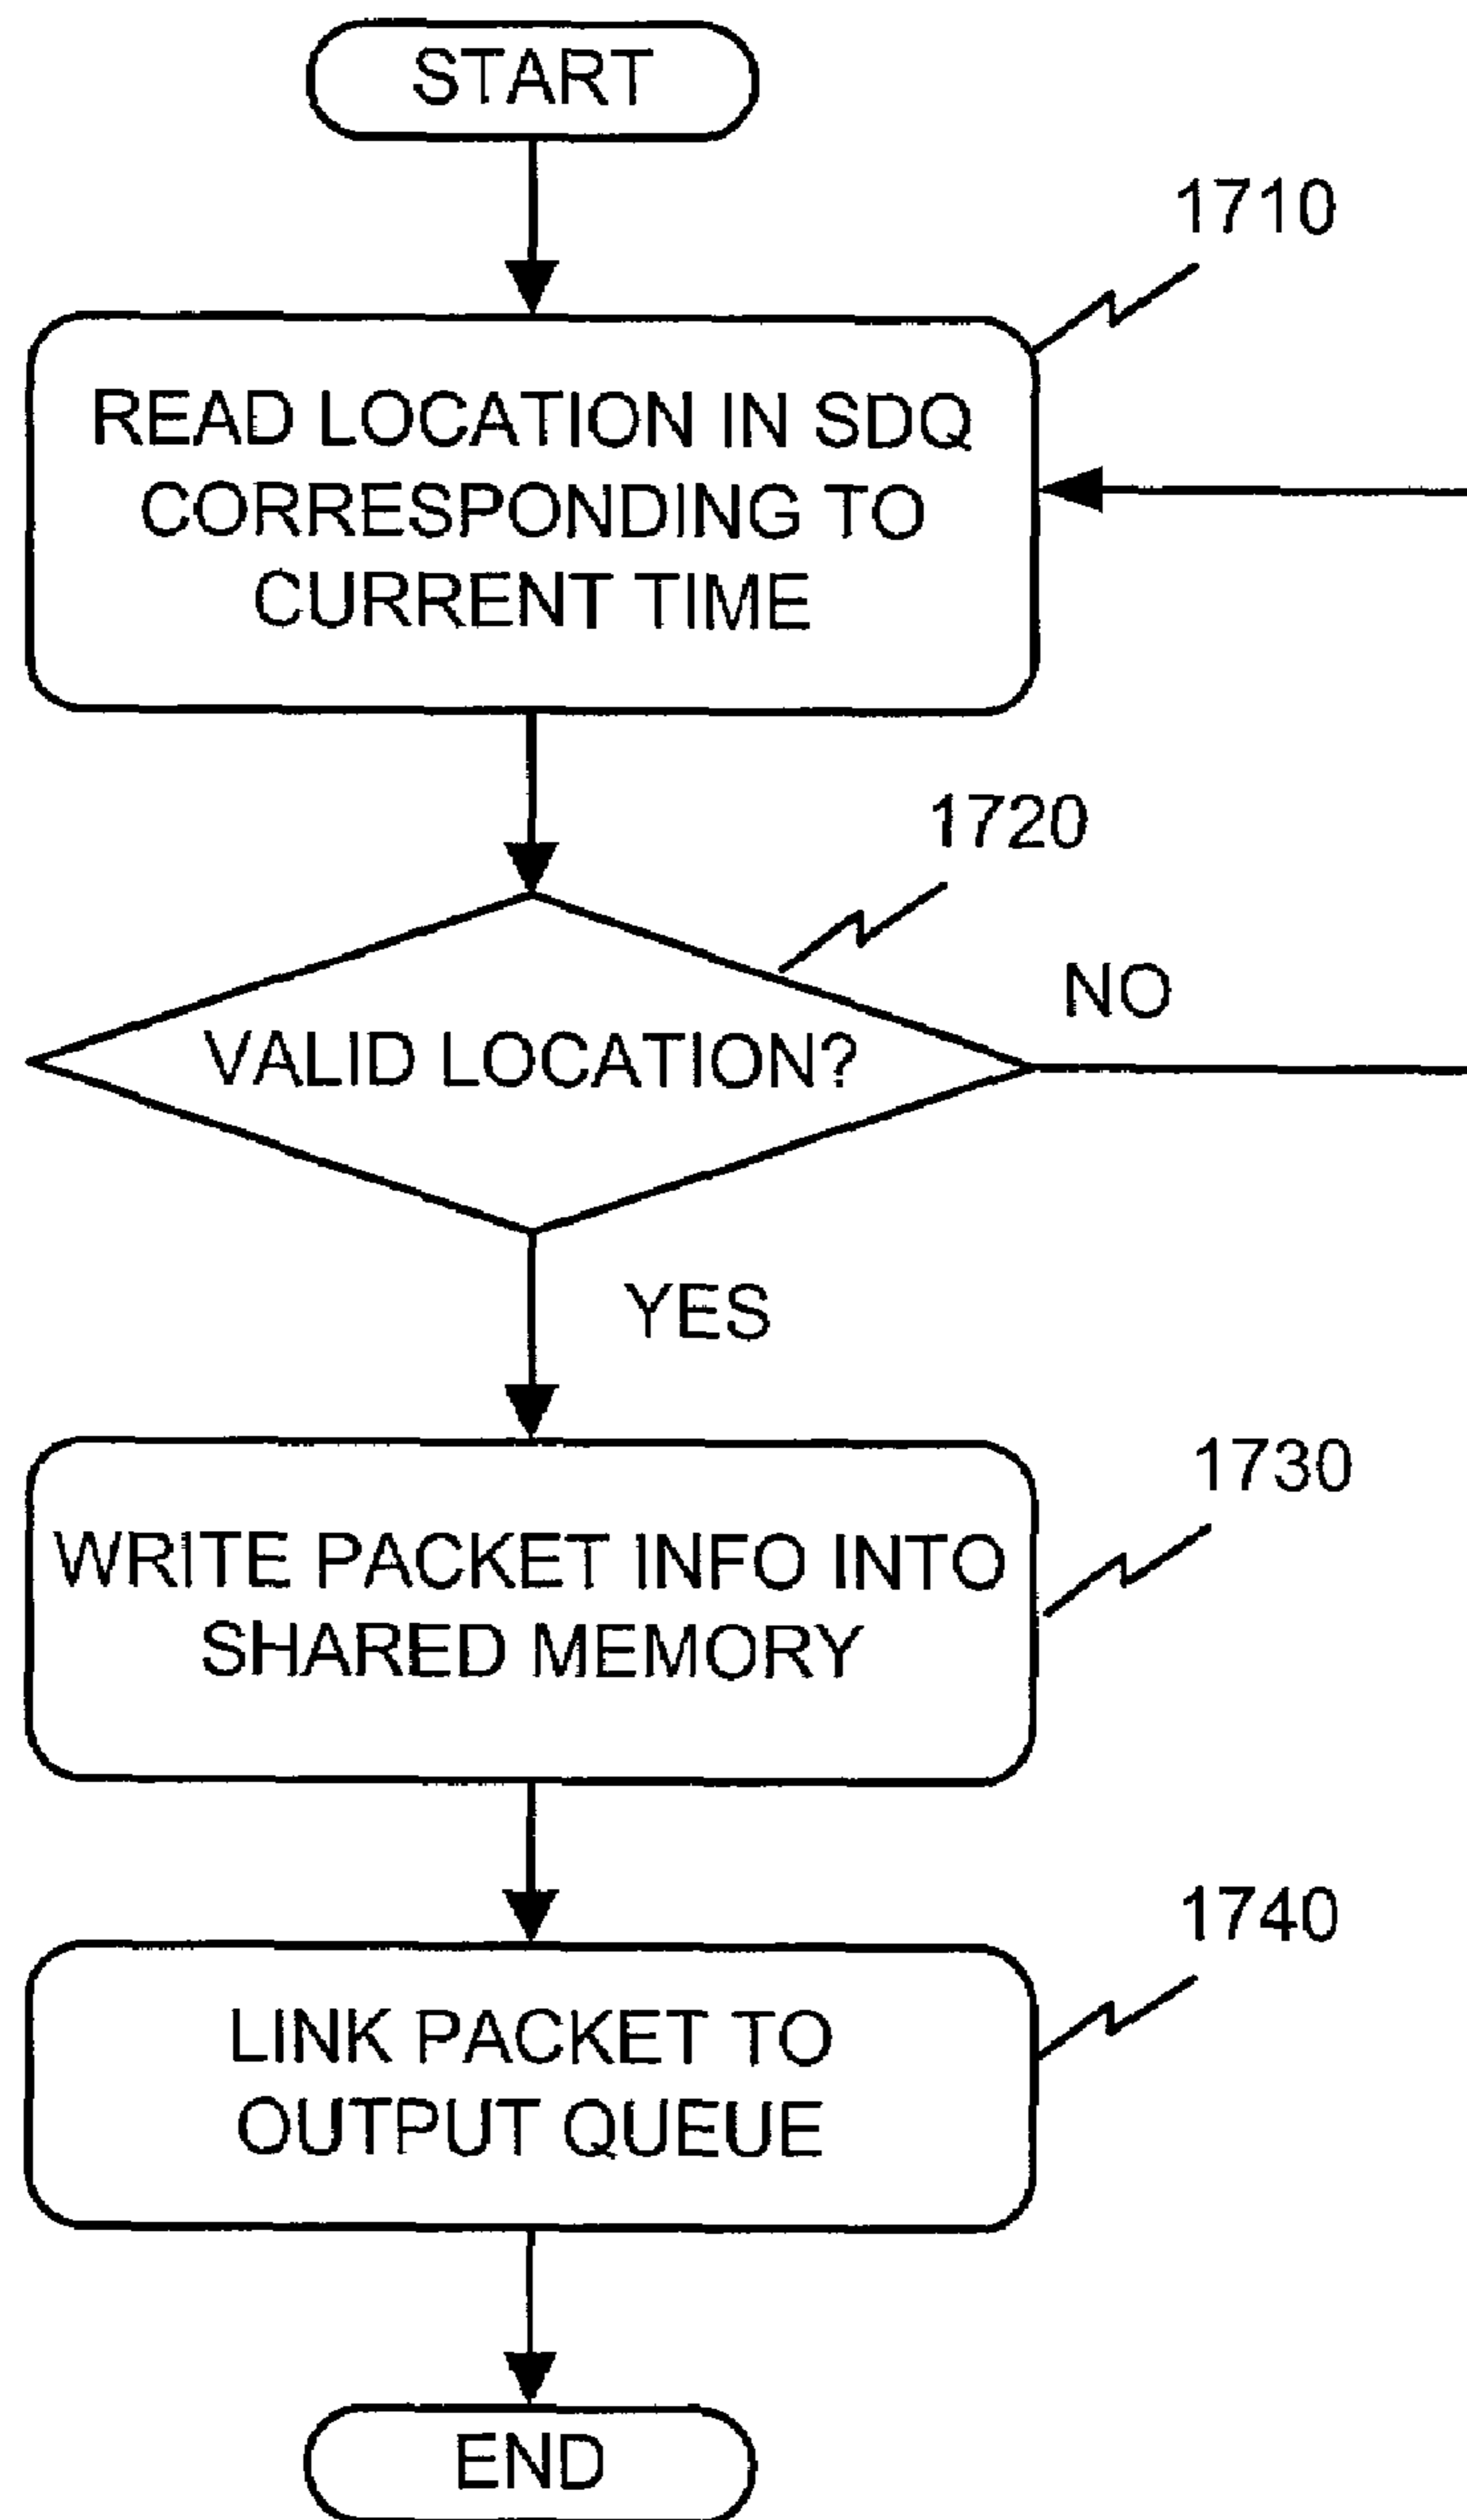 START
1710
READ LOCATION IN SDQ
CORRESPONDING TO
CURRENT TIME
1720
NO
VALID LOCATION?
YES
1730
WRITE PACKET INFO INTO
SHARED MEMORY
1740
LINK PACKET TO
OUTPUT QUEUE
END